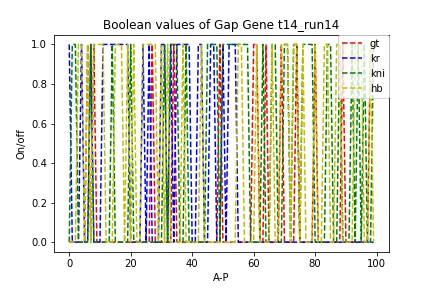 Boolean values of Gap Gene t14_run14
gt
kr
kni
hb
1.0
0.8
0.6
0.4
0.2
0.0
On/off
0 20 40 60 80 100
A-P